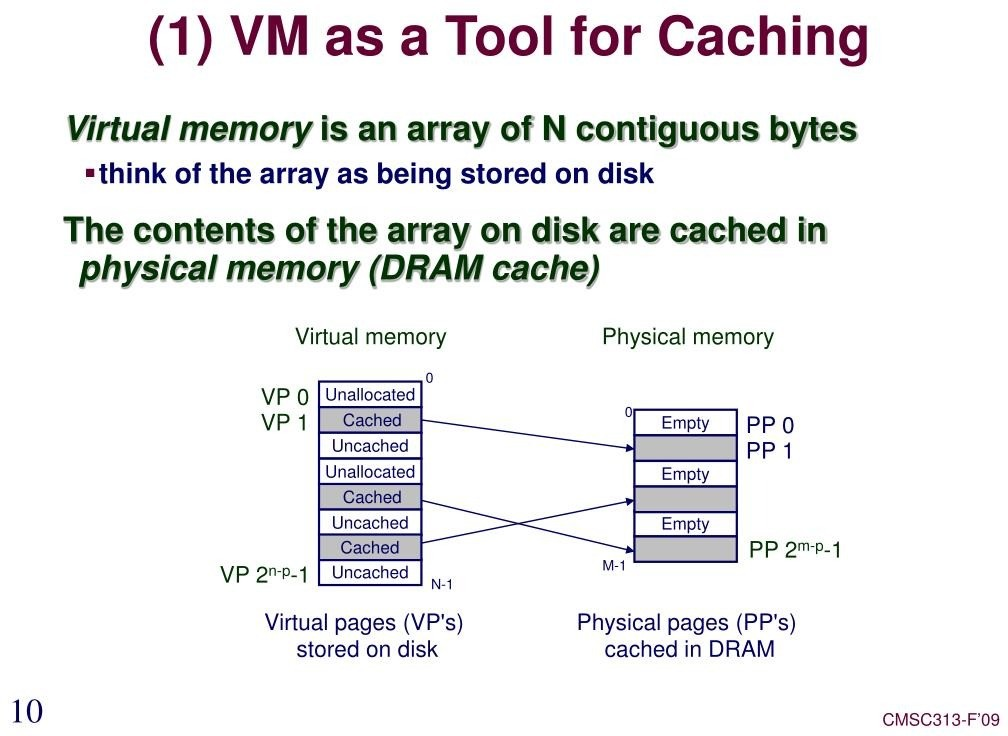 (1) VM as a Tool for Caching
Virtual memory is an array of N contiguous bytes
▪think of the array as being stored on disk
The contents of the array on disk are cached in
physical memory (DRAM cache)
Virtual memory
Physical memory
0
VP 0 Unallocated
VP 1 Cached
Uncached
Unallocated
Cached
Uncached
Cached
VP 2ⁿ⁻ᵖ-1 Uncached
N-1
0
Empty PP 0
PP 1
Empty
Empty
PP 2ᵐ⁻ᵖ-1
M-1
Virtual pages (VP's)
stored on disk
Physical pages (PP's)
cached in DRAM
10
CMSC313-F’09